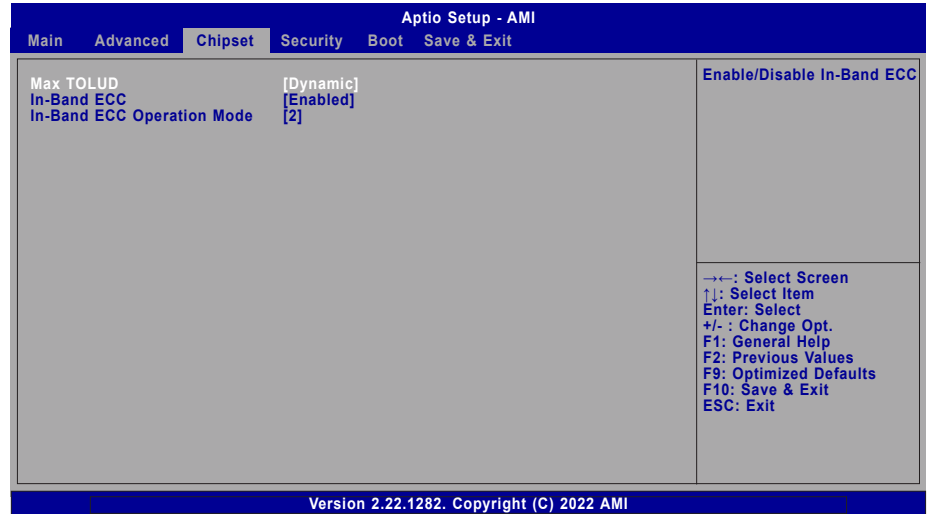 Aptio Setup - AMI
Main Advanced Chipset Security Boot Save & Exit
Max TOLUD [Dynamic]
In-Band ECC [Enabled]
In-Band ECC Operation Mode [2]
Enable/Disable In-Band ECC
→←: Select Screen
↑↓: Select Item
Enter: Select
+/- : Change Opt.
F1: General Help
F2: Previous Values
F9: Optimized Defaults
F10: Save & Exit
ESC: Exit
Version 2.22.1282. Copyright (C) 2022 AMI